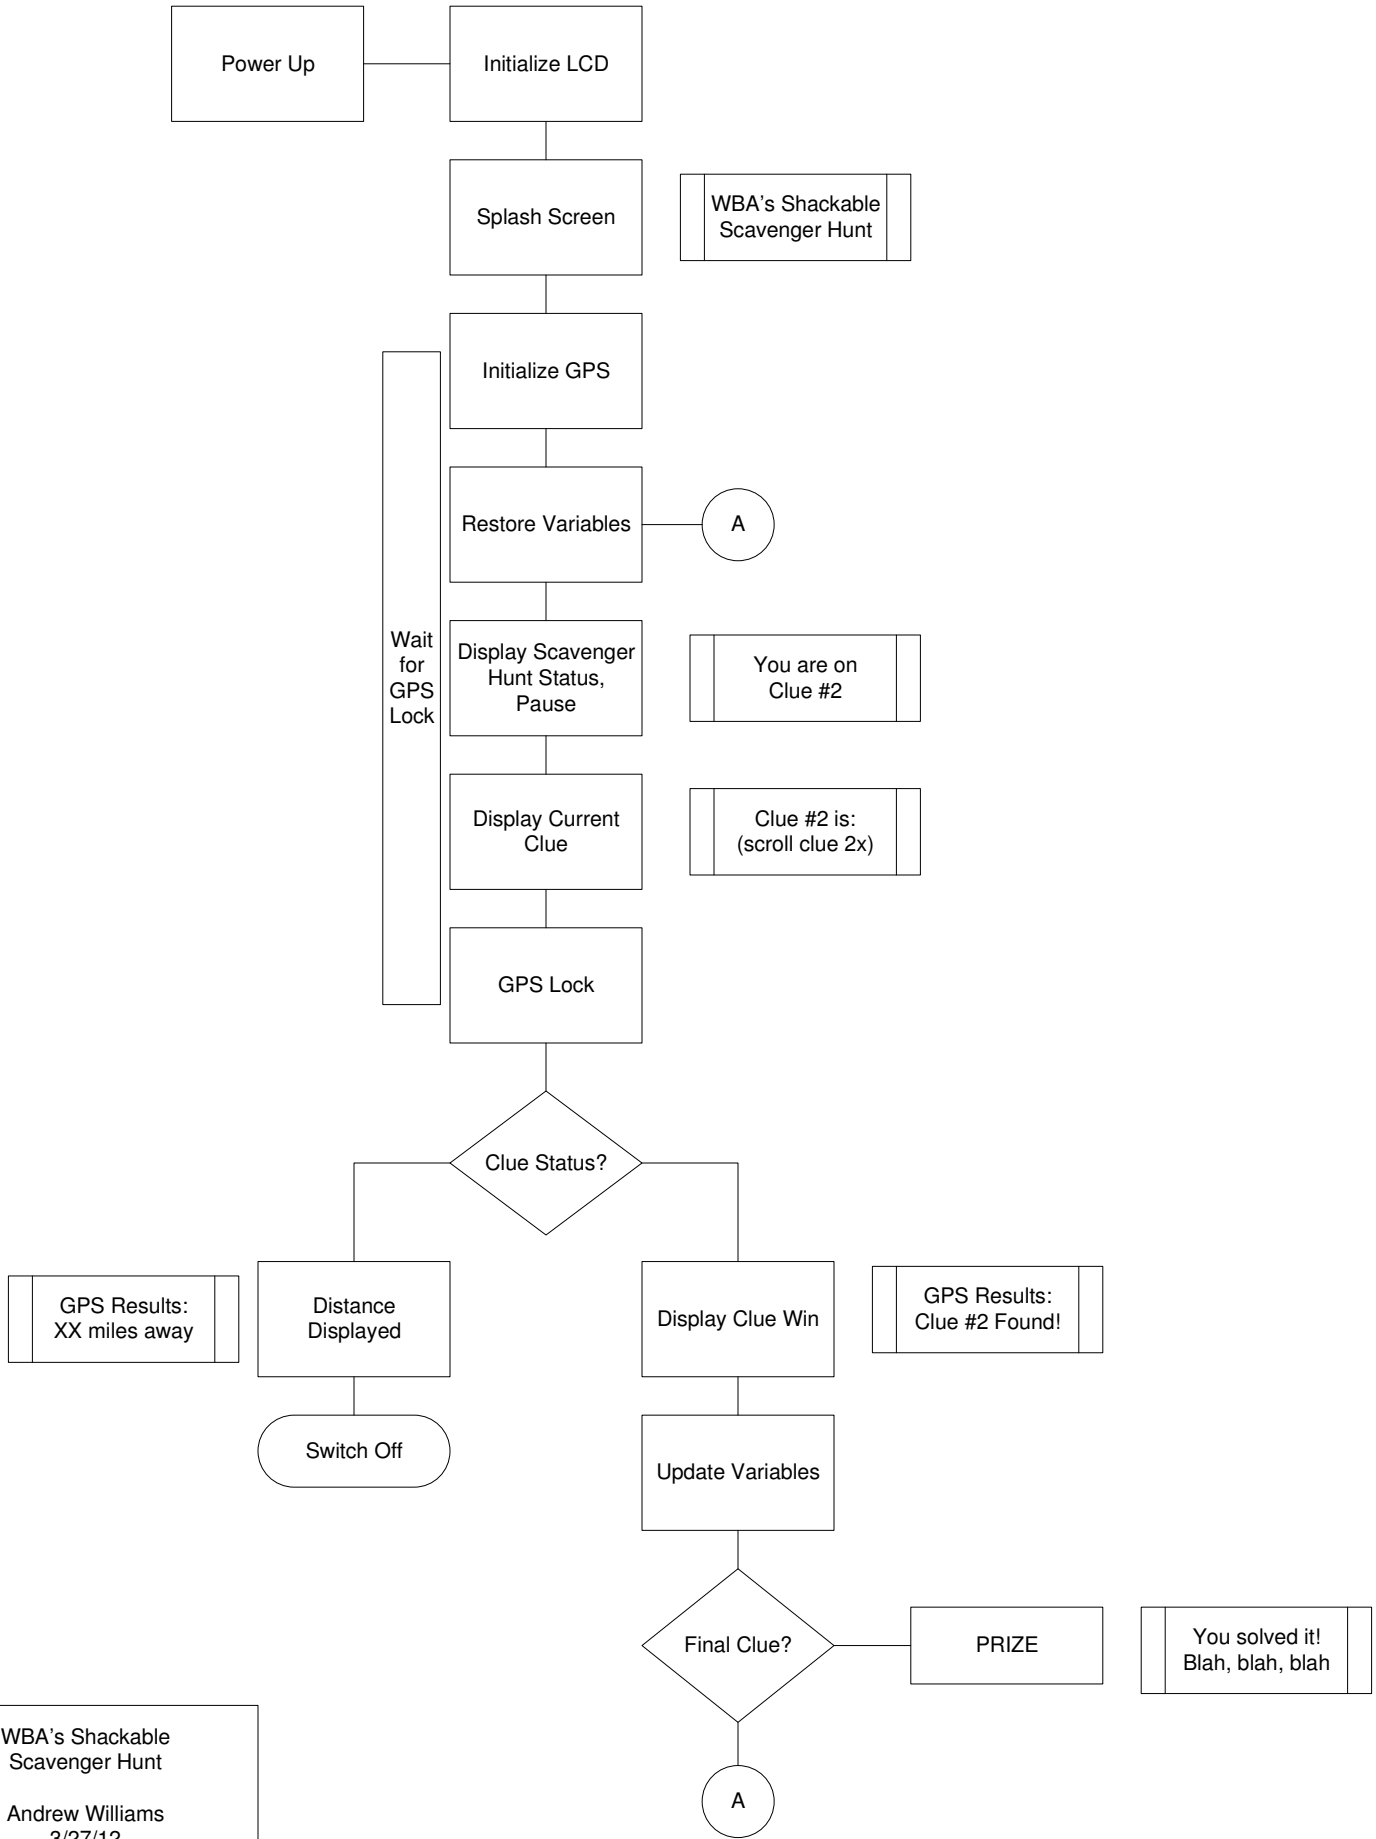 Power Up
Initialize LCD
Splash Screen
WBA's Shackable
Scavenger Hunt
Initialize GPS
Restore Variables
A
Wait
for
GPS
Lock
Display Scavenger
Hunt Status,
Pause
You are on
Clue #2
Display Current
Clue
Clue #2 is:
(scroll clue 2x)
GPS Lock
Clue Status?
GPS Results:
XX miles away
Distance
Displayed
Display Clue Win
GPS Results:
Clue #2 Found!
Switch Off
Update Variables
Final Clue?
PRIZE
You solved it!
Blah, blah, blah
A
WBA's Shackable
Scavenger Hunt
Andrew Williams
3/27/12